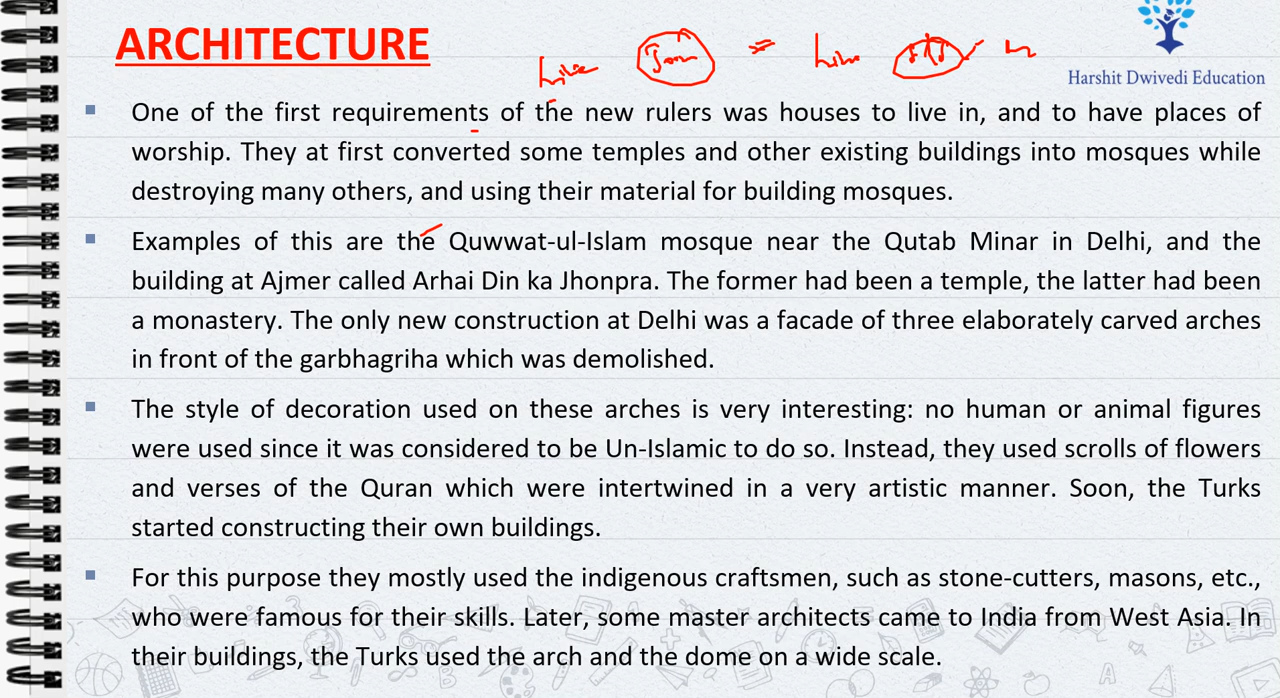 ARCHITECTURE
Harshit Dwivedi Education
One of the first requirements of the new rulers was houses to live in, and to have places of
worship. They at first converted some temples and other existing buildings into mosques while
destroying many others, and using their material for building mosques.
Examples of this are the Quwwat-ul-Islam mosque near the Qutab Minar in Delhi, and the
building at Ajmer called Arhai Din ka Jhonpra. The former had been a temple, the latter had been
a monastery. The only new construction at Delhi was a facade of three elaborately carved arches
in front of the garbhagriha which was demolished.
The style of decoration used on these arches is very interesting: no human or animal figures
were used since it was considered to be Un-Islamic to do so. Instead, they used scrolls of flowers
and verses of the Quran which were intertwined in a very artistic manner. Soon, the Turks
started constructing their own buildings.
For this purpose they mostly used the indigenous craftsmen, such as stone-cutters, masons, etc.,
who were famous for their skills. Later, some master architects came to India from West Asia. In
their buildings, the Turks used the arch and the dome on a wide scale.